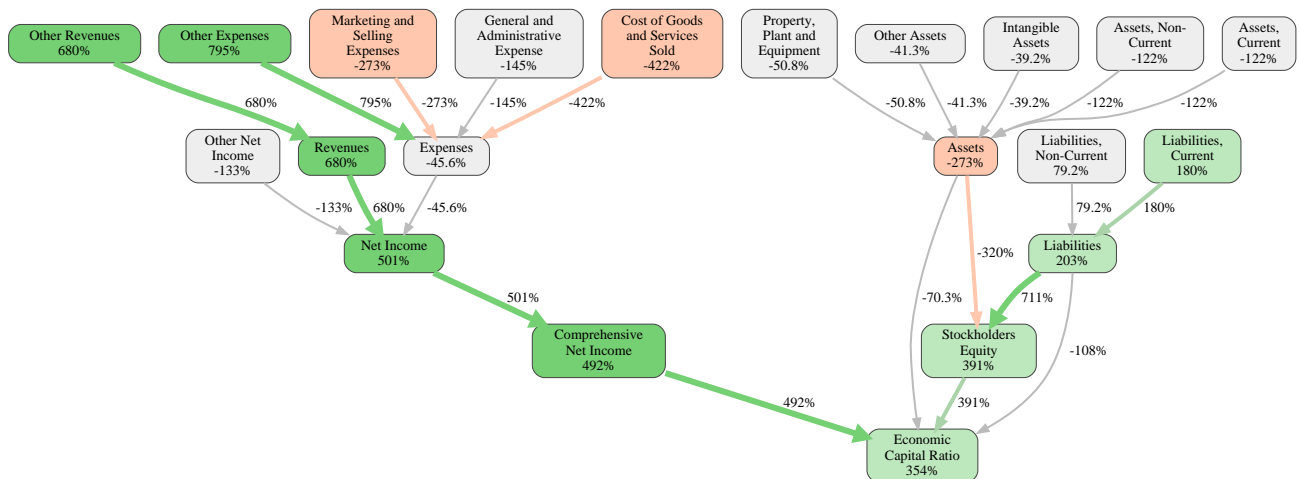 Other Revenues
680%
Other Expenses
795%
Marketing and
Selling
Expenses
-273%
General and
Administrative
Expense
-145%
Cost of Goods
and Services
Sold
-422%
Property,
Plant and
Equipment
-50.8%
Other Assets
-41.3%
Intangible
Assets
-39.2%
Assets, Non-
Current
-122%
Assets,
Current
-122%
680%
795%
-273%
-145%
-422%
-50.8%
-41.3%
-39.2%
-122%
-122%
Other Net
Income
-133%
Revenues
680%
Expenses
-45.6%
Assets
-273%
Liabilities,
Non-Current
79.2%
Liabilities,
Current
180%
-133%
680%
-45.6%
79.2%
180%
Net Income
501%
-320%
Liabilities
203%
501%
-70.3%
711%
Comprehensive
Net Income
492%
Stockholders
Equity
391%
-108%
492%
391%
Economic
Capital Ratio
354%